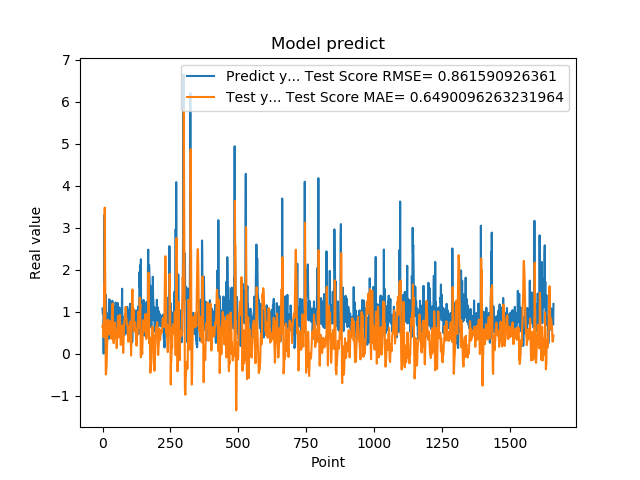 Model predict
Predict y... Test Score RMSE= 0.861590926361
Test y... Test Score MAE= 0.6490096263231964
7
6
5
4
3
2
1
0
−1
Real value
0 250 500 750 1000 1250 1500
Point